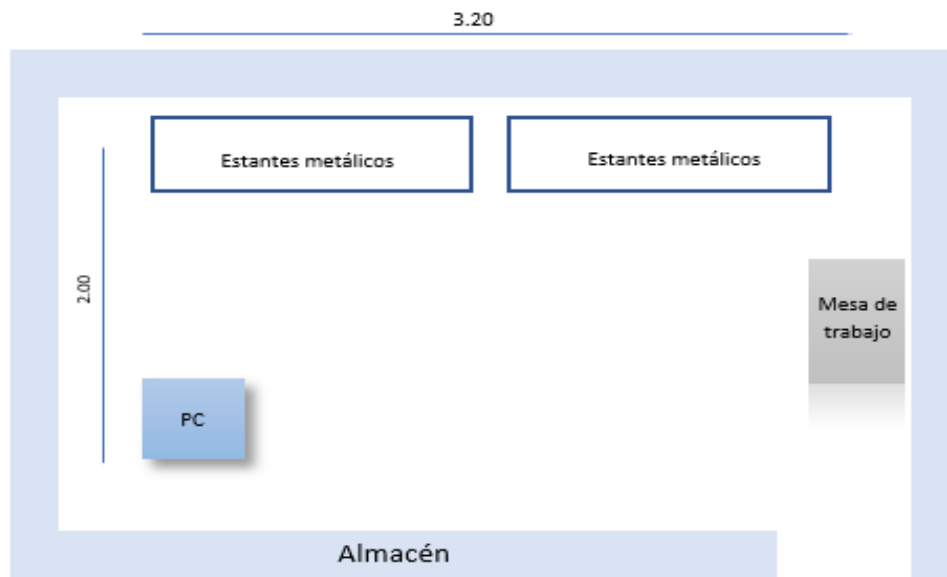 3.20
Estantes metálicos
Estantes metálicos
2.00
Mesa de
trabajo
PC
Almacén